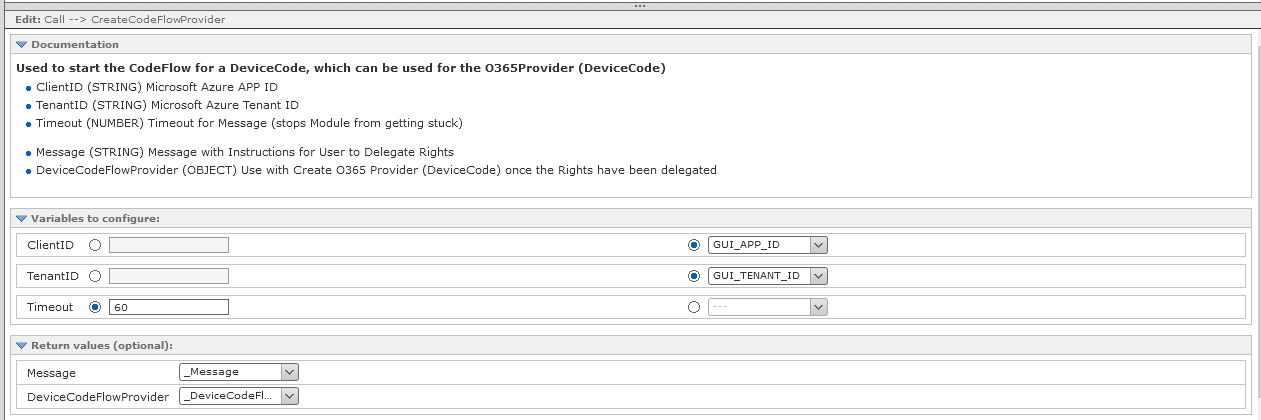 Edit: Call --> CreateCodeFlowProvider
Documentation
Used to start the CodeFlow for a DeviceCode, which can be used for the O365Provider (DeviceCode)
ClientID (STRING) Microsoft Azure APP ID
TenantID (STRING) Microsoft Azure Tenant ID
Timeout (NUMBER) Timeout for Message (stops Module from getting stuck)
Message (STRING) Message with Instructions for User to Delegate Rights
DeviceCodeFlowProvider (OBJECT) Use with Create O365 Provider (DeviceCode) once the Rights have been delegated
Variables to configure:
ClientID GUI_APP_ID
TenantID GUI_TENANT_ID
Timeout 60 ---
Return values (optional):
Message _Message
DeviceCodeFlowProvider _DeviceCodeFl...